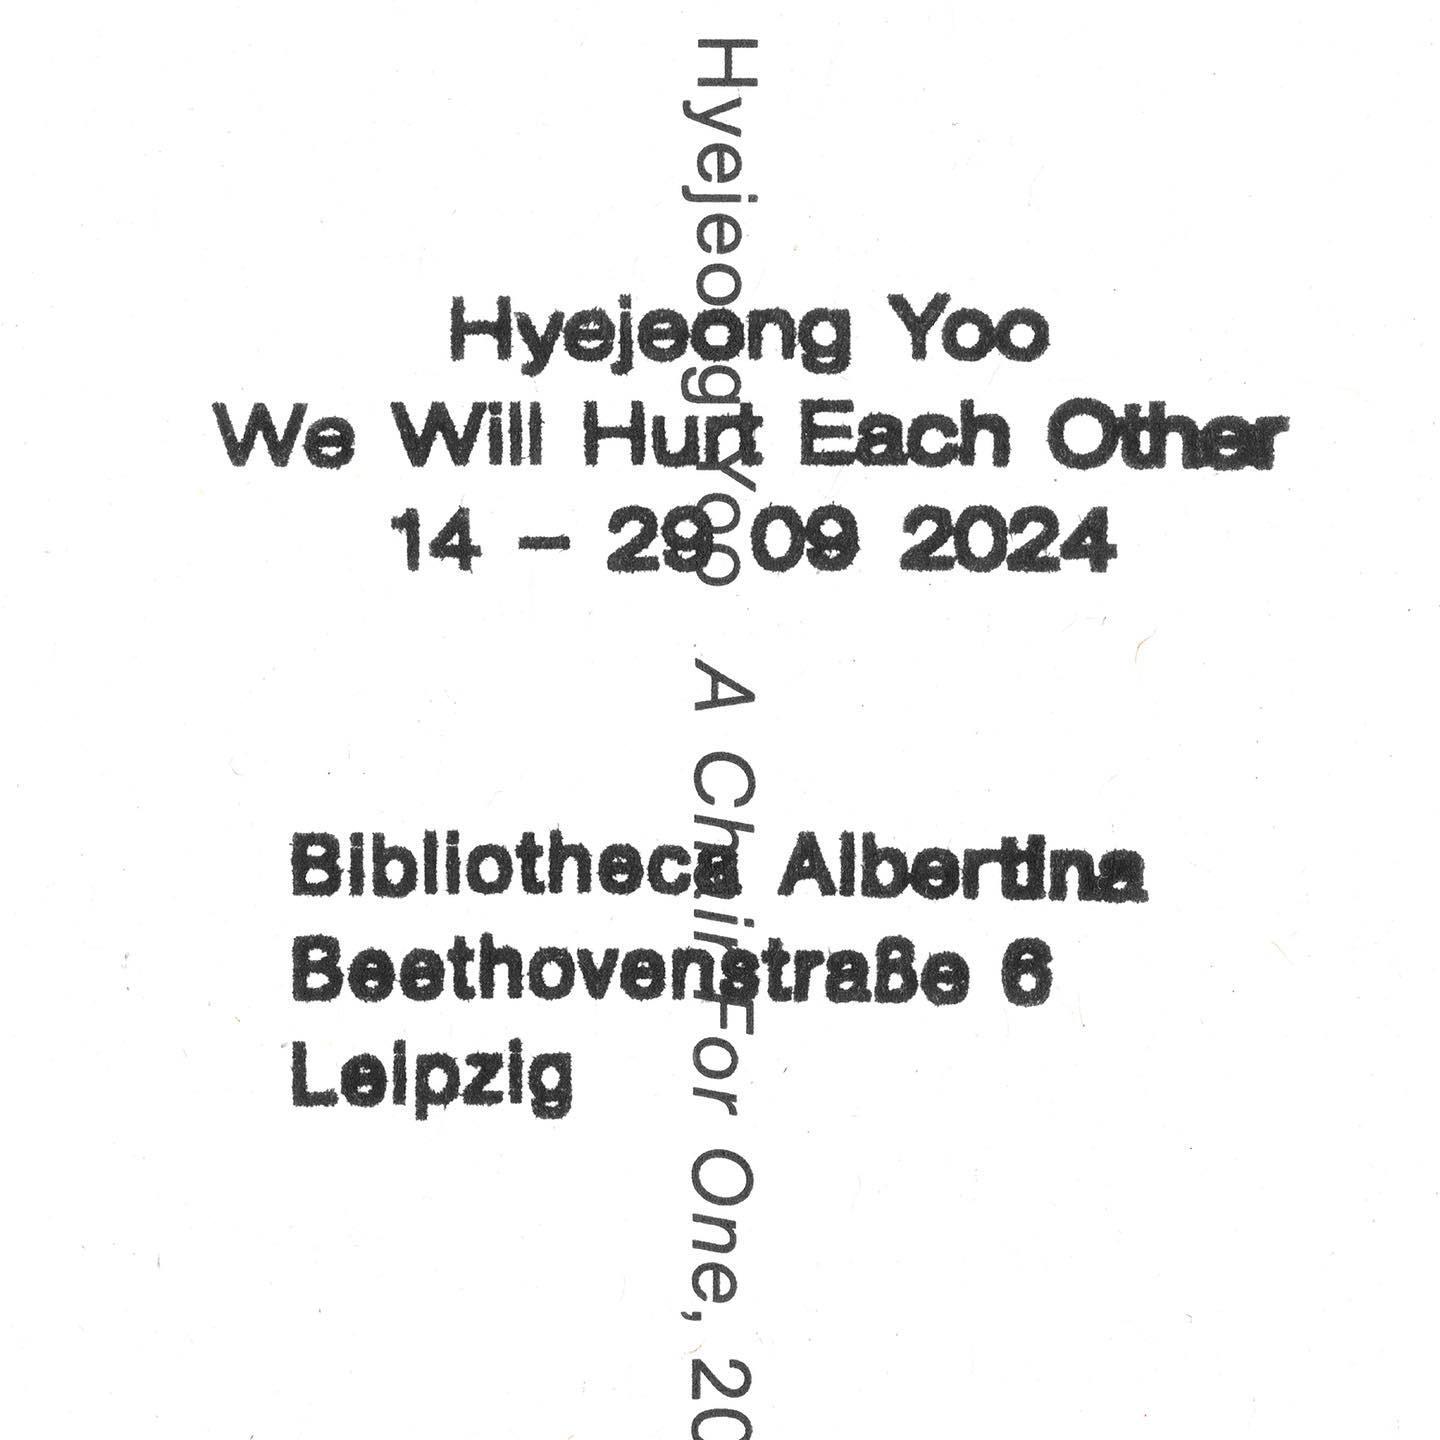 Hyejeong Yoo
We Will Hurt Each Other
14 – 29 09 2024
Bibliotheca Albertina
Beethovenstraße 6
Leipzig
Hyejeong Yoo A Chair For One, 20